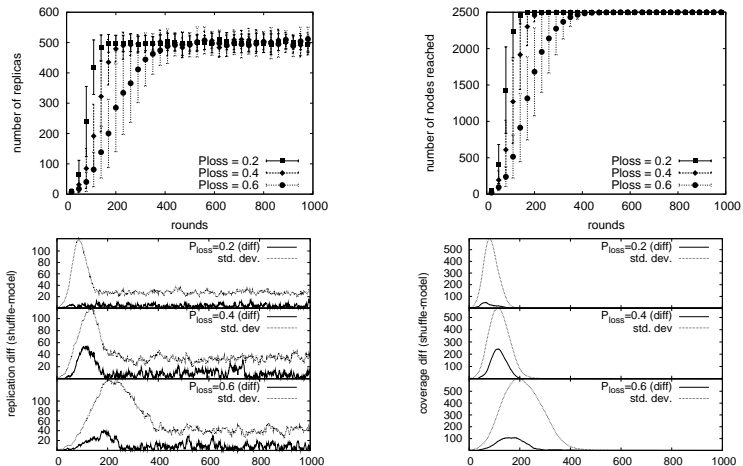 600
500
400
300
200
100
0
number of replicas
Ploss = 0.2
Ploss = 0.4
Ploss = 0.6
0 200 400 600 800 1000
rounds
2500
2000
1500
1000
500
0
number of nodes reached
Ploss = 0.2
Ploss = 0.4
Ploss = 0.6
0 200 400 600 800 1000
rounds
replication diff (shuffle-model)
100
80
60
40
20
P loss=0.2 (diff)
std. dev.
100
80
60
40
20
P loss=0.4 (diff)
std. dev
100
80
60
40
20
P loss=0.6 (diff)
std. dev.
0 200 400 600 800 1000
coverage diff (shuffle-model)
500
400
300
200
100
P loss=0.2 (diff)
std. dev.
500
400
300
200
100
P loss=0.4 (diff)
std. dev
500
400
300
200
100
P loss=0.6 (diff)
std. dev.
0 200 400 600 800 1000